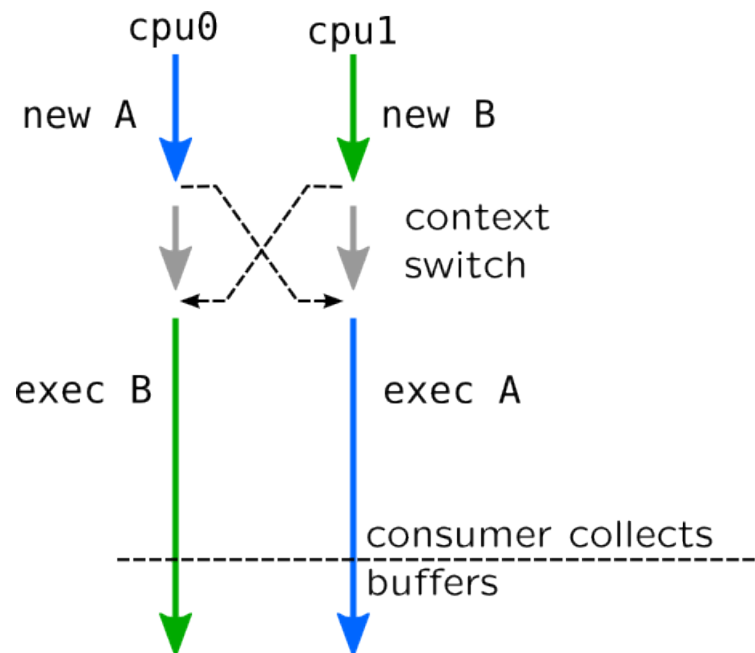 cpu0
cpu1
new A
new B
context
switch
exec B
exec A
consumer collects
buffers